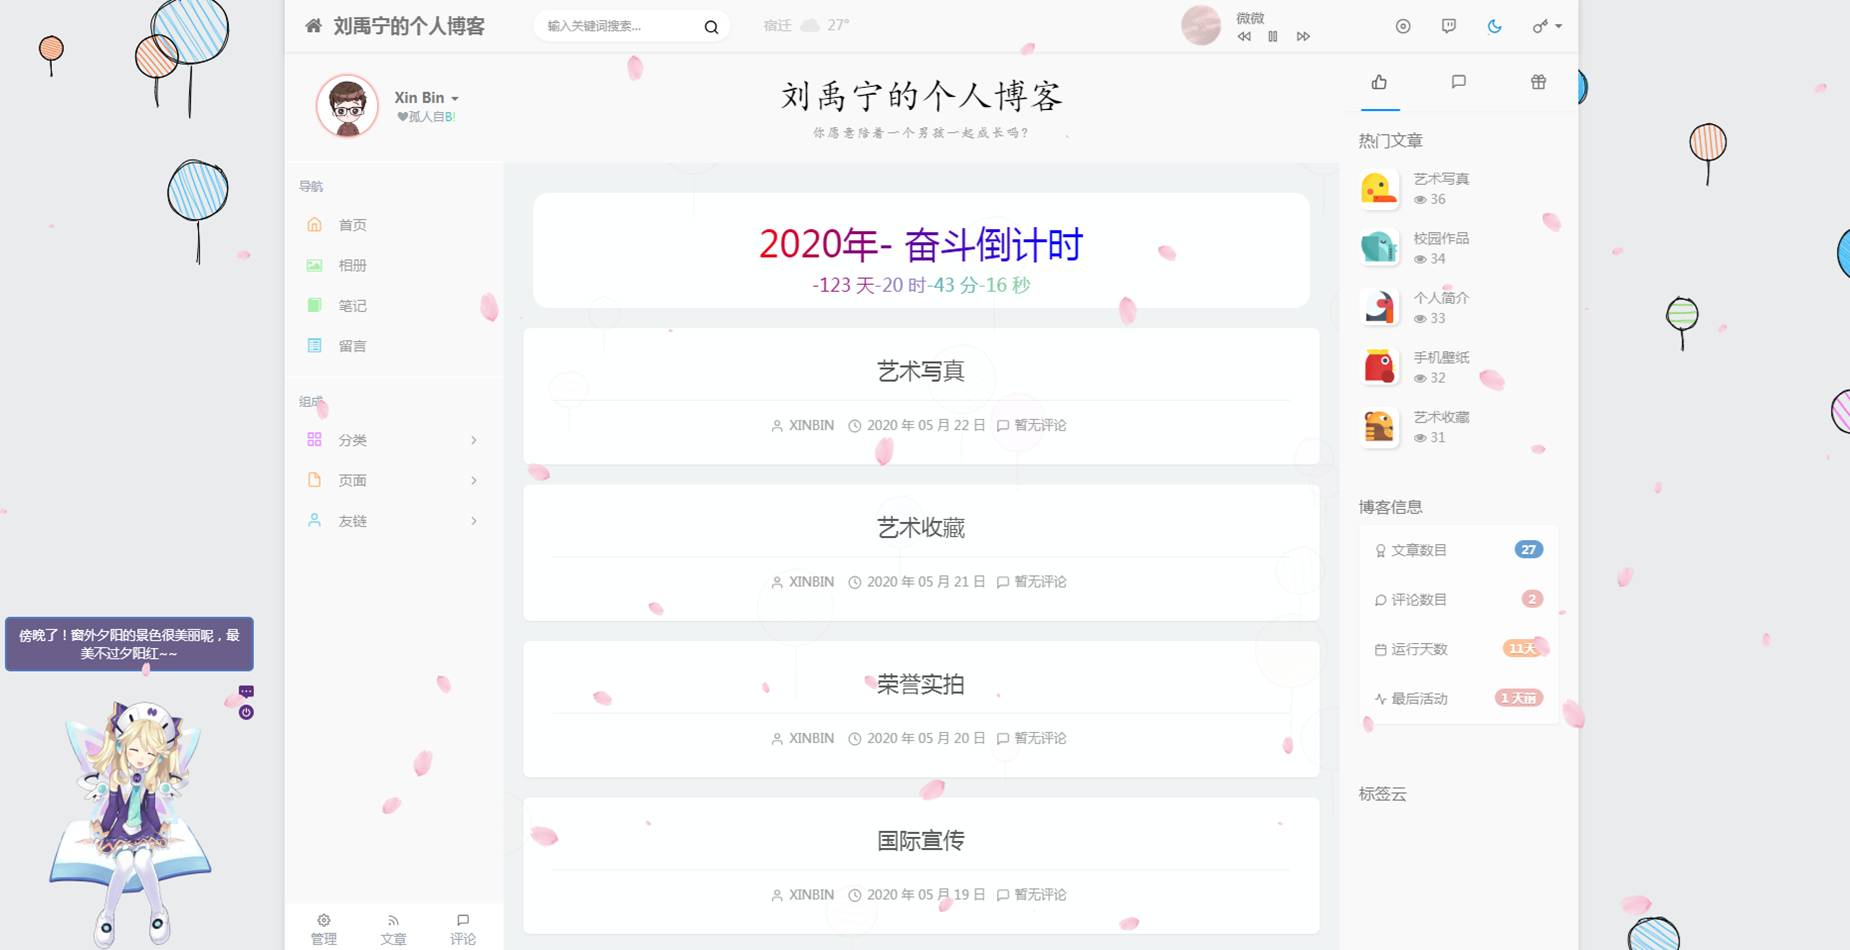 刘禹宁的个人博客
输入关键词搜索...
宿迁 27°
微微
Xin Bin
❤孤人自B!
刘禹宁的个人博客
你愿意陪着一个男孩一起成长吗?
导航
首页
相册
笔记
留言
组成
分类
页面
友链
管理
文章
评论
2020年- 奋斗倒计时
-123 天-20 时-43 分-16 秒
艺术写真
XINBIN 2020 年 05 月 22 日 暂无评论
艺术收藏
XINBIN 2020 年 05 月 21 日 暂无评论
荣誉实拍
XINBIN 2020 年 05 月 20 日 暂无评论
国际宣传
XINBIN 2020 年 05 月 19 日 暂无评论
热门文章
艺术写真
36
校园作品
34
个人简介
33
手机壁纸
32
艺术收藏
31
博客信息
文章数目 27
评论数目 2
运行天数 11天
最后活动 1 天前
标签云
傍晚了！窗外夕阳的景色很美丽呢，最
美不过夕阳红~~